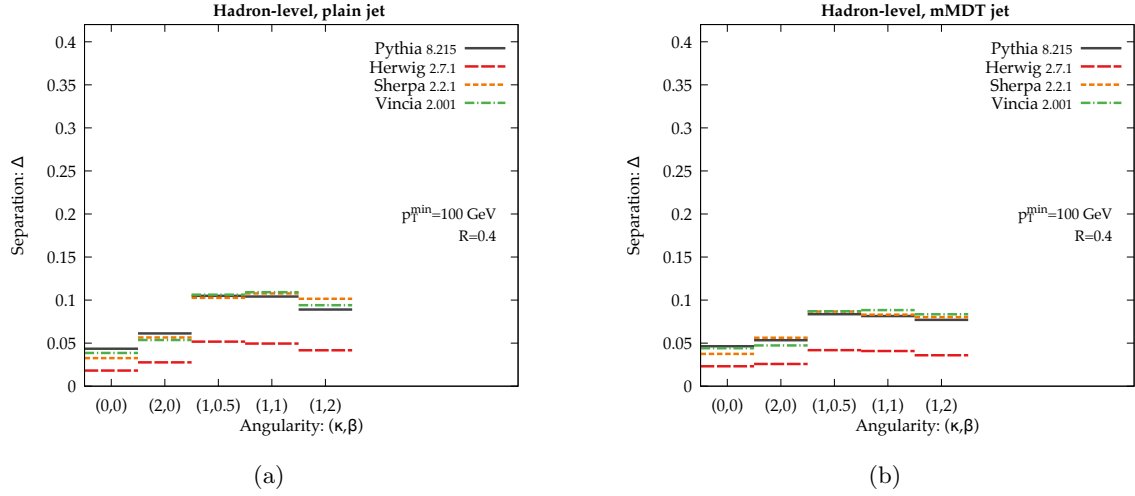 Hadron-level, plain jet
0.4
0.35
0.3
0.25
0.2
0.15
0.1
0.05
0
Separation: Δ
Pythia 8.215
Herwig 2.7.1
Sherpa 2.2.1
Vincia 2.001
p_T^min=100 GeV
R=0.4
(0,0) (2,0) (1,0.5) (1,1) (1,2)
Angularity: (κ,β)
(a)
Hadron-level, mMDT jet
0.4
0.35
0.3
0.25
0.2
0.15
0.1
0.05
0
Separation: Δ
Pythia 8.215
Herwig 2.7.1
Sherpa 2.2.1
Vincia 2.001
p_T^min=100 GeV
R=0.4
(0,0) (2,0) (1,0.5) (1,1) (1,2)
Angularity: (κ,β)
(b)